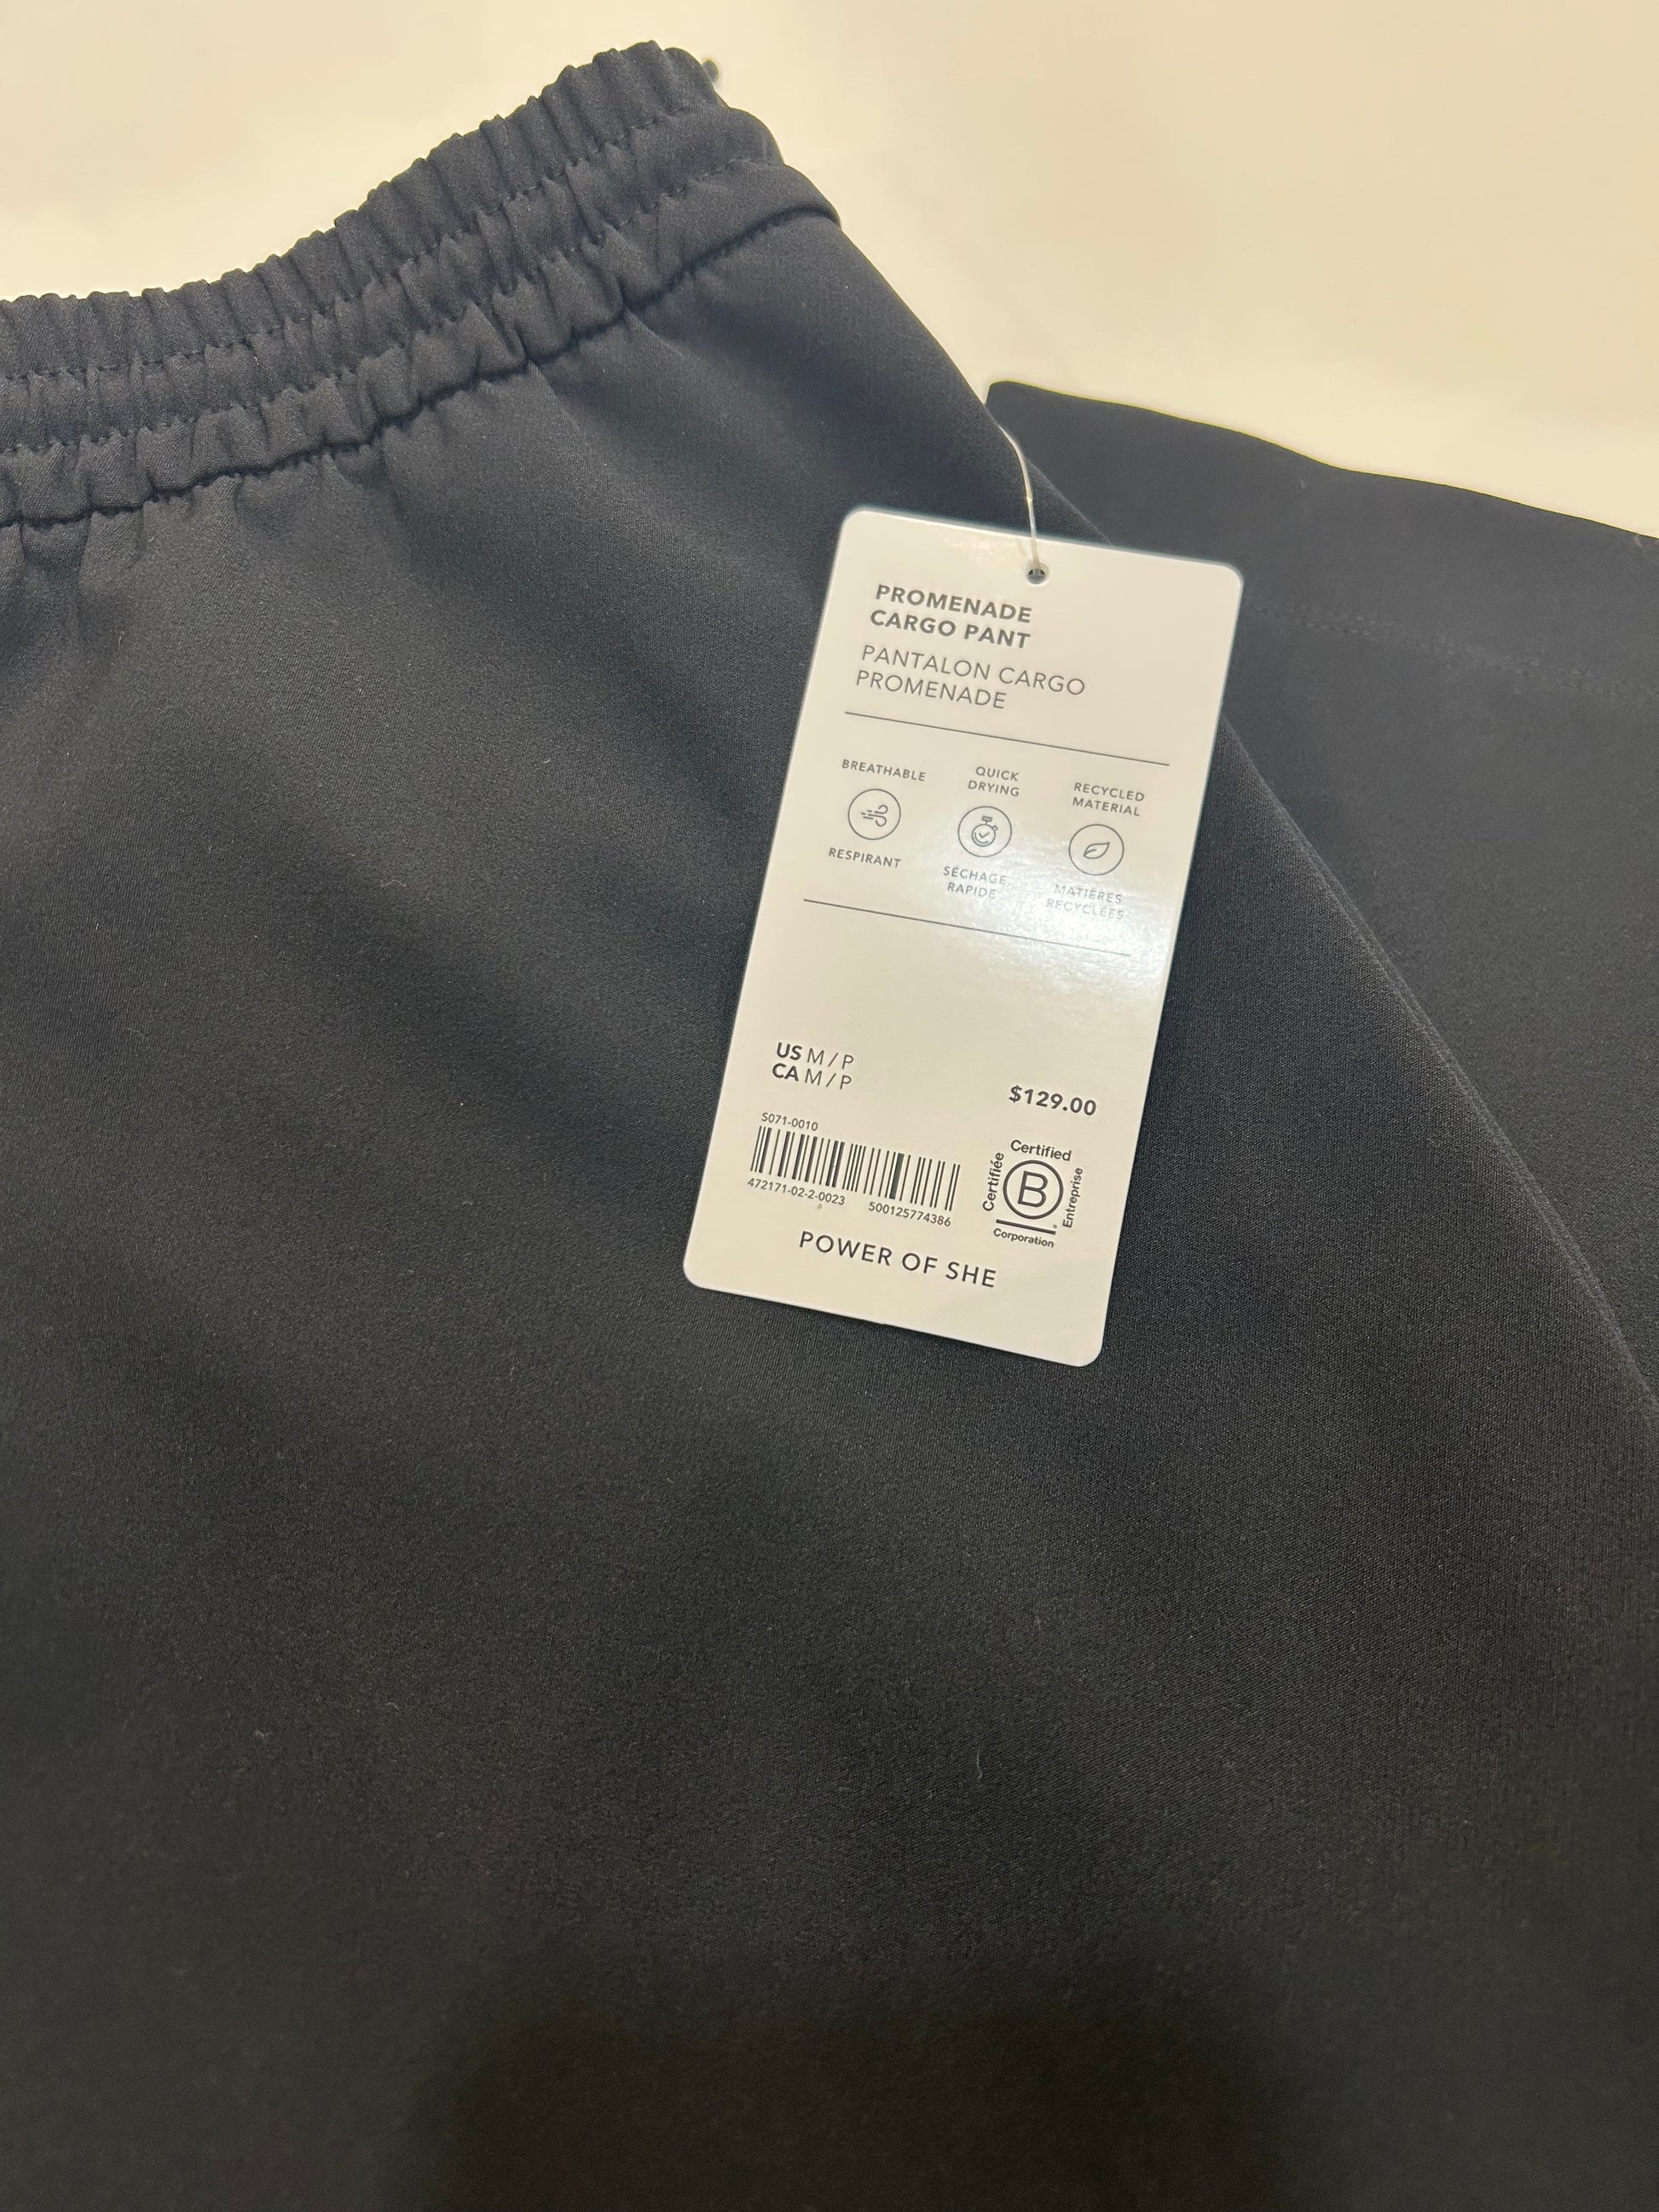 PROMENADE
CARGO PANT
PANTALON CARGO
PROMENADE
BREATHABLE
RESPIRANT
QUICK
DRYING
SÉCHAGE
RAPIDE
RECYCLED
MATERIAL
MATIÈRES
RECYCLÉES
US M / P
CA M / P
$129.00
S071-0010
472171-02-2-0023 500125774386
Certified
Certifiée
B
Entreprise
®
Corporation
POWER OF SHE